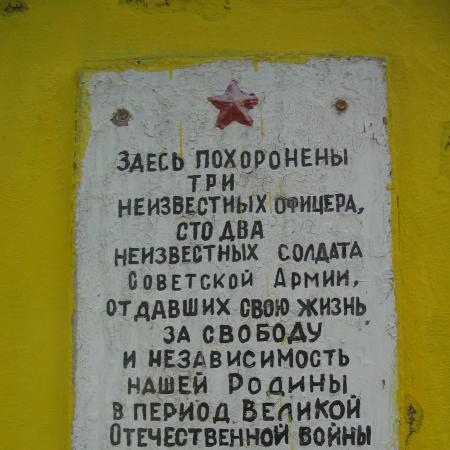 ЗДЕСЬ ПОХОРОНЕНЫ
ТРИ
НЕИЗВЕСТНЫХ ОФИЦЕРА,
СТО ДВА
НЕИЗВЕСТНЫХ СОЛДАТА
СОВЕТСКОЙ АРМИИ,
ОТДАВШИХ СВОЮ ЖИЗНЬ
ЗА СВОБОДУ
И НЕЗАВИСИМОСТЬ
НАШЕЙ РОДИНЫ
В ПЕРИОД ВЕЛИКОЙ
ОТЕЧЕСТВЕННОЙ ВОЙНЫ